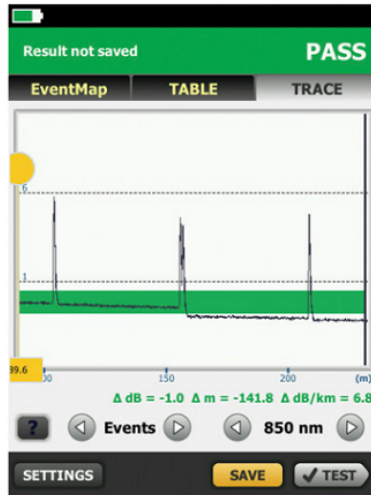 Result not saved PASS
EventMap TABLE TRACE
6
1
39.6
00 150 200 (m)
Δ dB = -1.0 Δ m = -141.8 Δ dB/km = 6.8
? Events 850 nm
SETTINGS SAVE TEST